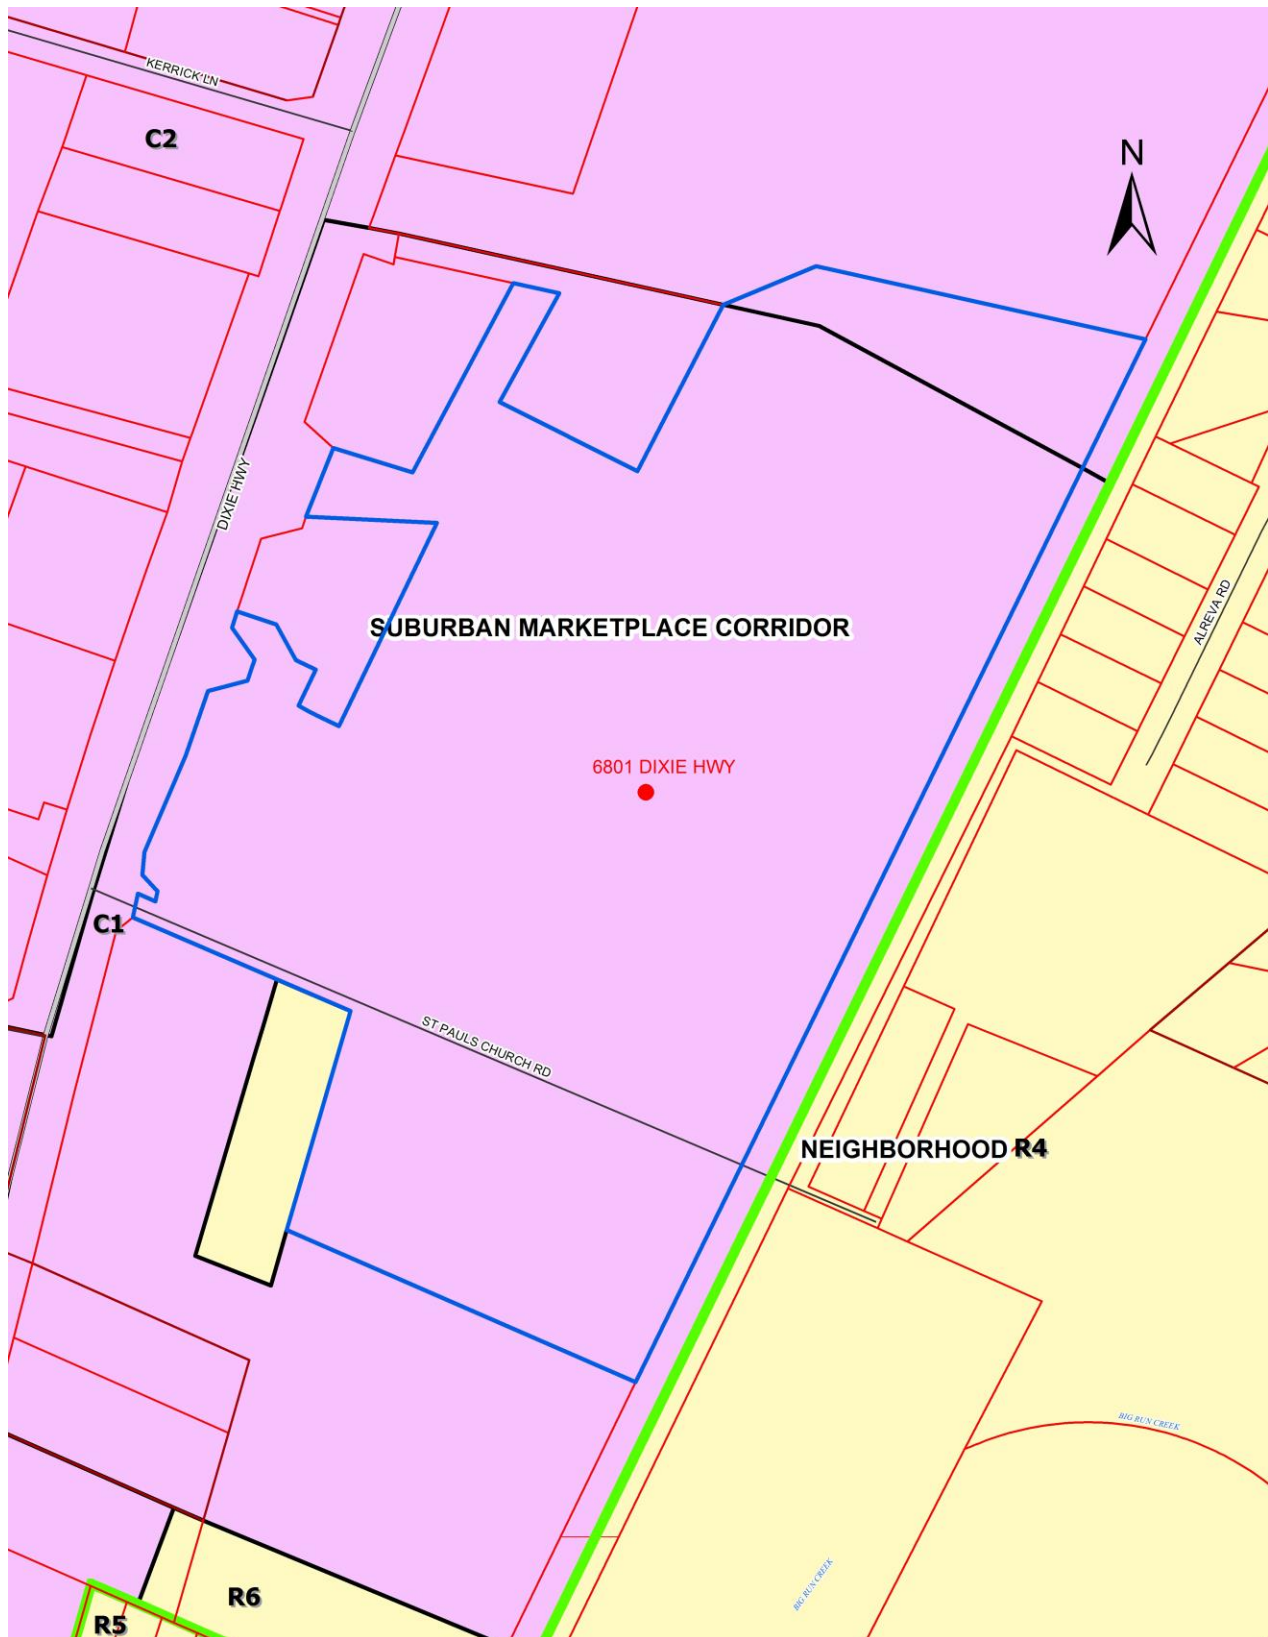 KERRICK LN
C2
N
DIXIE HWY
ALREVA RD
SUBURBAN MARKETPLACE CORRIDOR
6801 DIXIE HWY
C1
ST PAULS CHURCH RD
NEIGHBORHOOD
R4
BIG RUN CREEK
BIG RUN CREEK
R6
R5